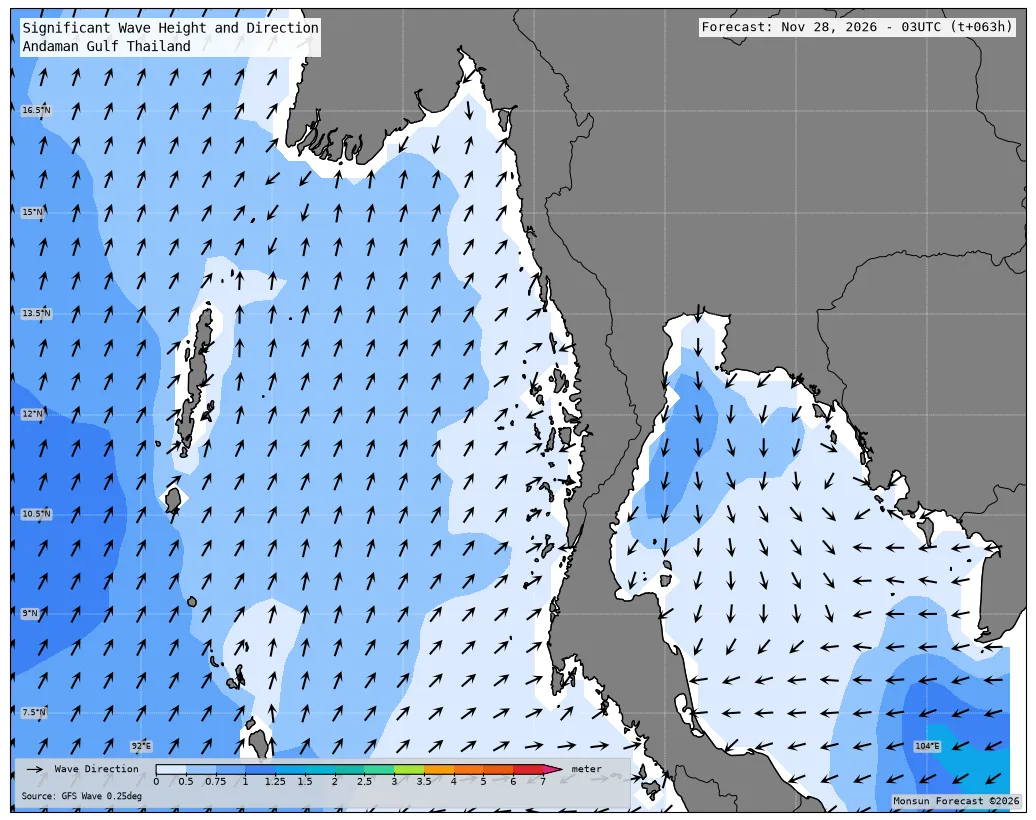 Significant Wave Height and Direction
Andaman Gulf Thailand
Forecast: Nov 28, 2026 - 03UTC (t+063h)
16.5°N
15°N
13.5°N
12°N
10.5°N
9°N
7.5°N
92°E
104°E
Wave Direction
meter
0 0.5 0.75 1 1.25 1.5 2 2.5 3 3.5 4 5 6 7
Source: GFS Wave 0.25deg
Monsun Forecast ©2026